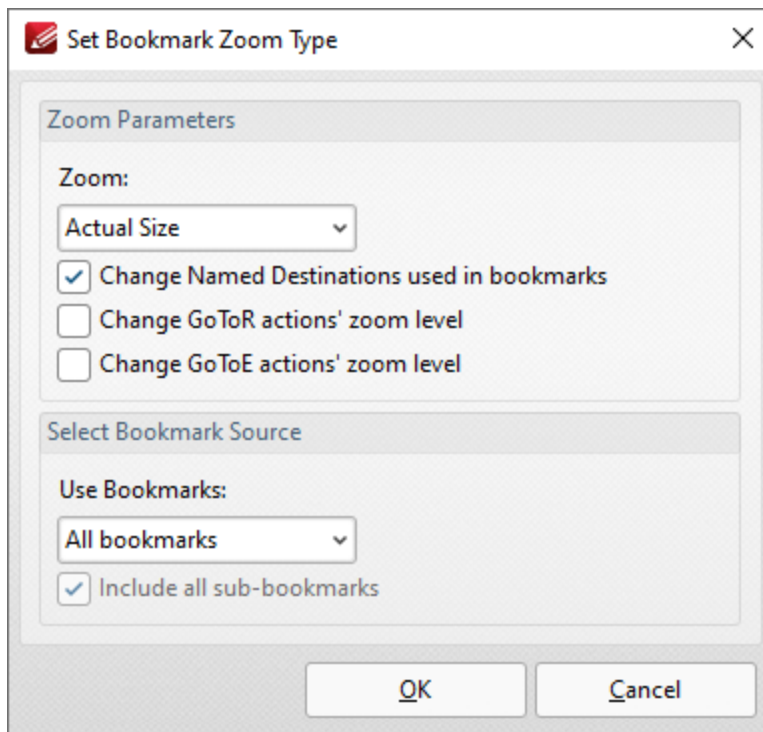 Set Bookmark Zoom Type
Zoom Parameters
Zoom:
Actual Size
Change Named Destinations used in bookmarks
Change GoToR actions' zoom level
Change GoToE actions' zoom level
Select Bookmark Source
Use Bookmarks:
All bookmarks
Include all sub-bookmarks
OK Cancel